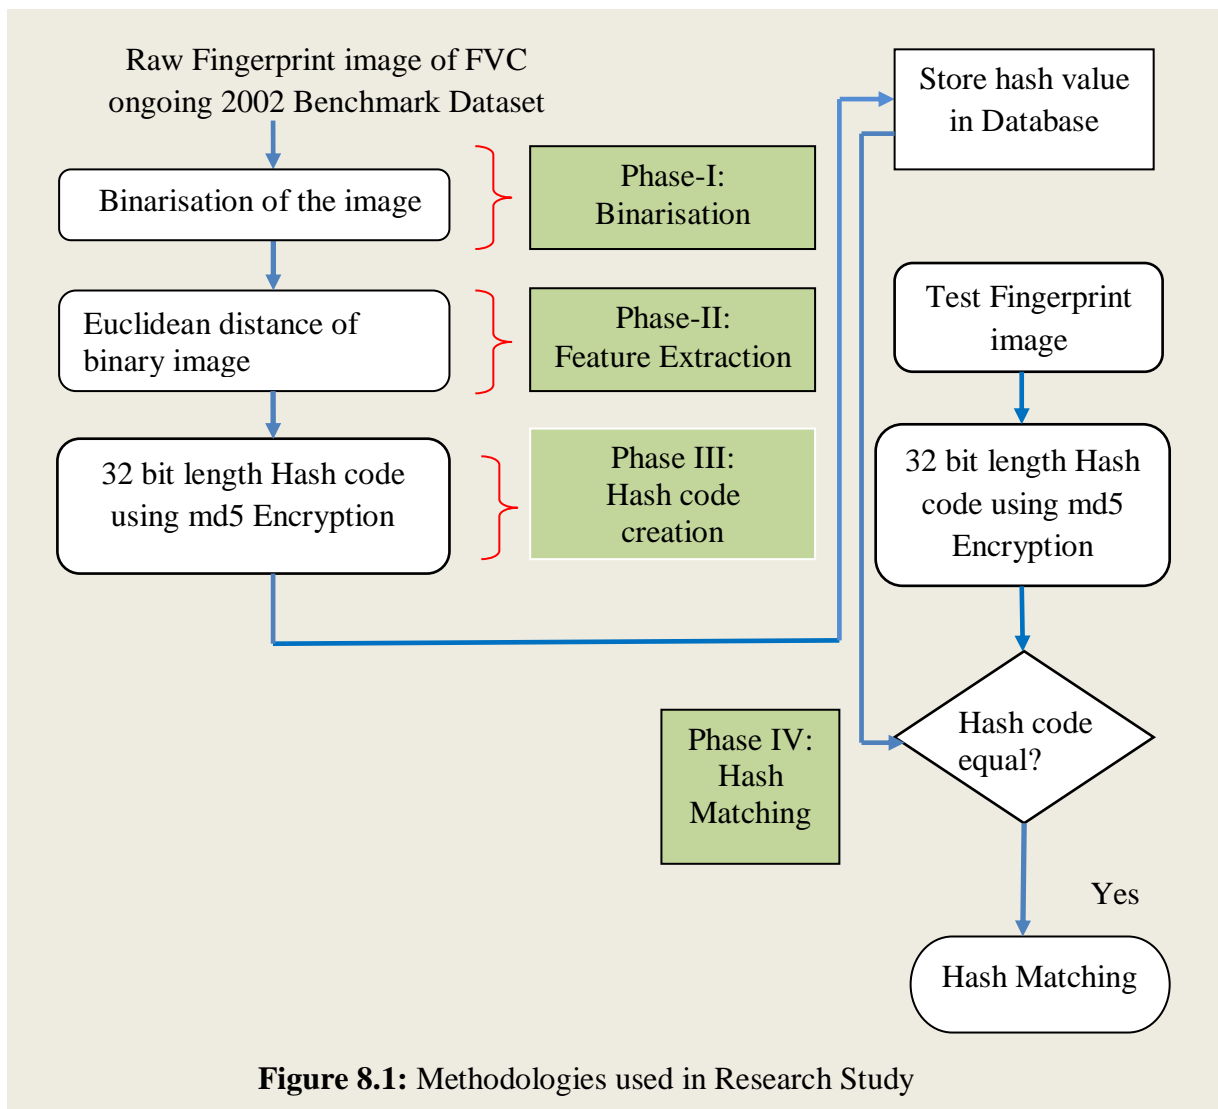 Raw Fingerprint image of FVC
ongoing 2002 Benchmark Dataset
Binarisation of the image
Phase-I:
Binarisation
Euclidean distance of
binary image
Phase-II:
Feature Extraction
32 bit length Hash code
using md5 Encryption
Phase III:
Hash code
creation
Store hash value
in Database
Test Fingerprint
image
32 bit length Hash
code using md5
Encryption
Hash code
equal?
Phase IV:
Hash
Matching
Yes
Hash Matching
Figure 8.1: Methodologies used in Research Study